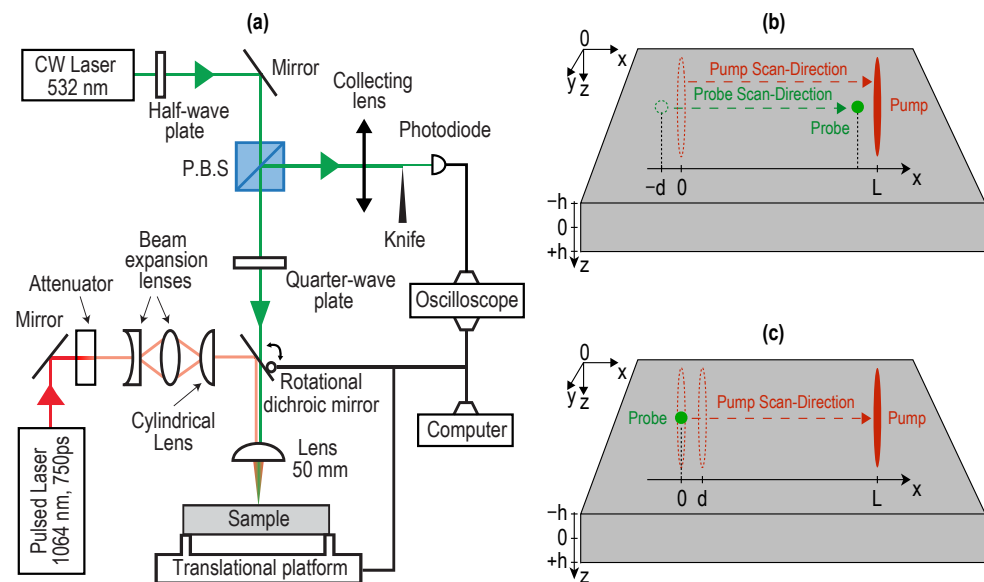 (a)
CW Laser
532 nm
Half-wave
plate
Mirror
Collecting
lens
Photodiode
P.B.S
Knife
Quarter-wave
plate
Oscilloscope
Beam
expansion
lenses
Attenuator
Mirror
Cylindrical
Lens
Rotational
dichroic mirror
Computer
Lens
50 mm
Pulsed Laser
1064 nm, 750ps
Sample
Translational platform
(b)
0
x
y
z
Pump Scan-Direction
Probe Scan-Direction
Pump
Probe
−d
0
L
x
−h
0
+h
z
(c)
0
x
y
z
Probe
Pump Scan-Direction
Pump
0
d
L
x
−h
0
+h
z